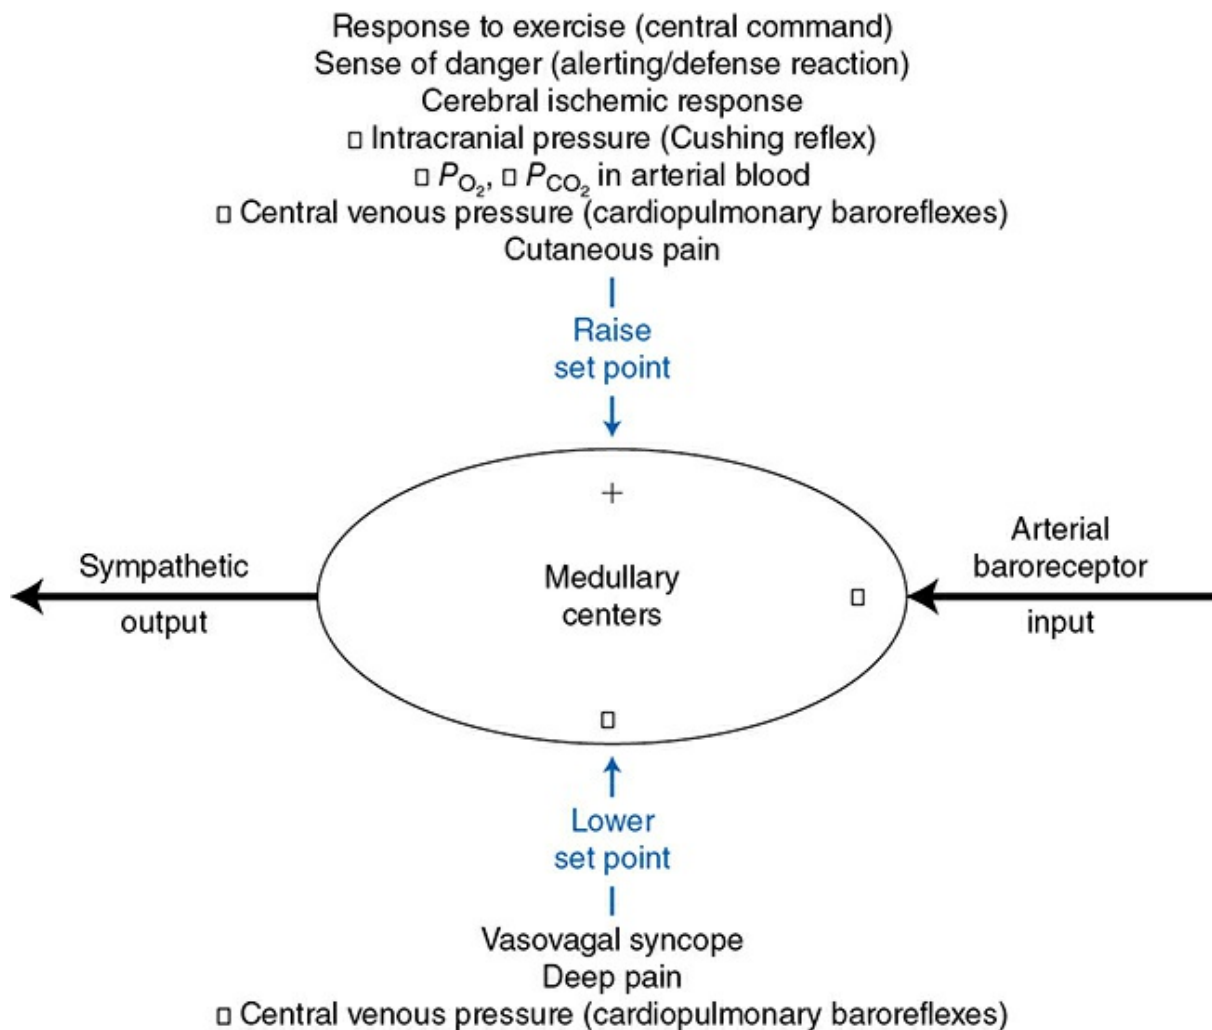 Response to exercise (central command)
Sense of danger (alerting/defense reaction)
Cerebral ischemic response
□ Intracranial pressure (Cushing reflex)
□ P_O₂, □ P_CO₂ in arterial blood
□ Central venous pressure (cardiopulmonary baroreflexes)
Cutaneous pain
Raise
set point
+
Sympathetic
output
Medullary
centers
□
Arterial
baroreceptor
input
□
Lower
set point
Vasovagal syncope
Deep pain
□ Central venous pressure (cardiopulmonary baroreflexes)